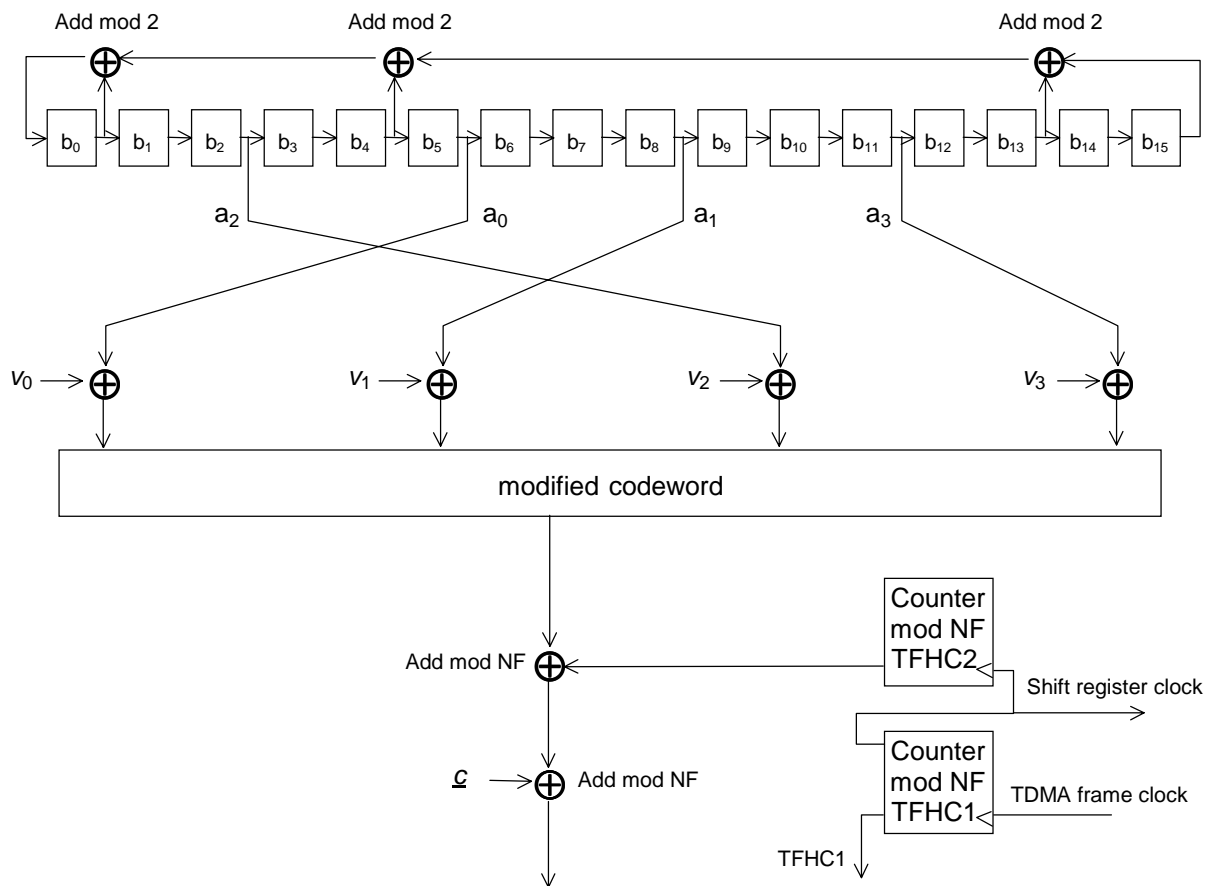 Add mod 2 Add mod 2 Add mod 2
b₀ b₁ b₂ b₃ b₄ b₅ b₆ b₇ b₈ b₉ b₁₀ b₁₁ b₁₂ b₁₃ b₁₄ b₁₅
a₂ a₀ a₁ a₃
v₀ v₁ v₂ v₃
modified codeword
Counter
mod NF
TFHC2
Add mod NF
Shift register clock
Counter
mod NF
TFHC1
c Add mod NF
TDMA frame clock
TFHC1